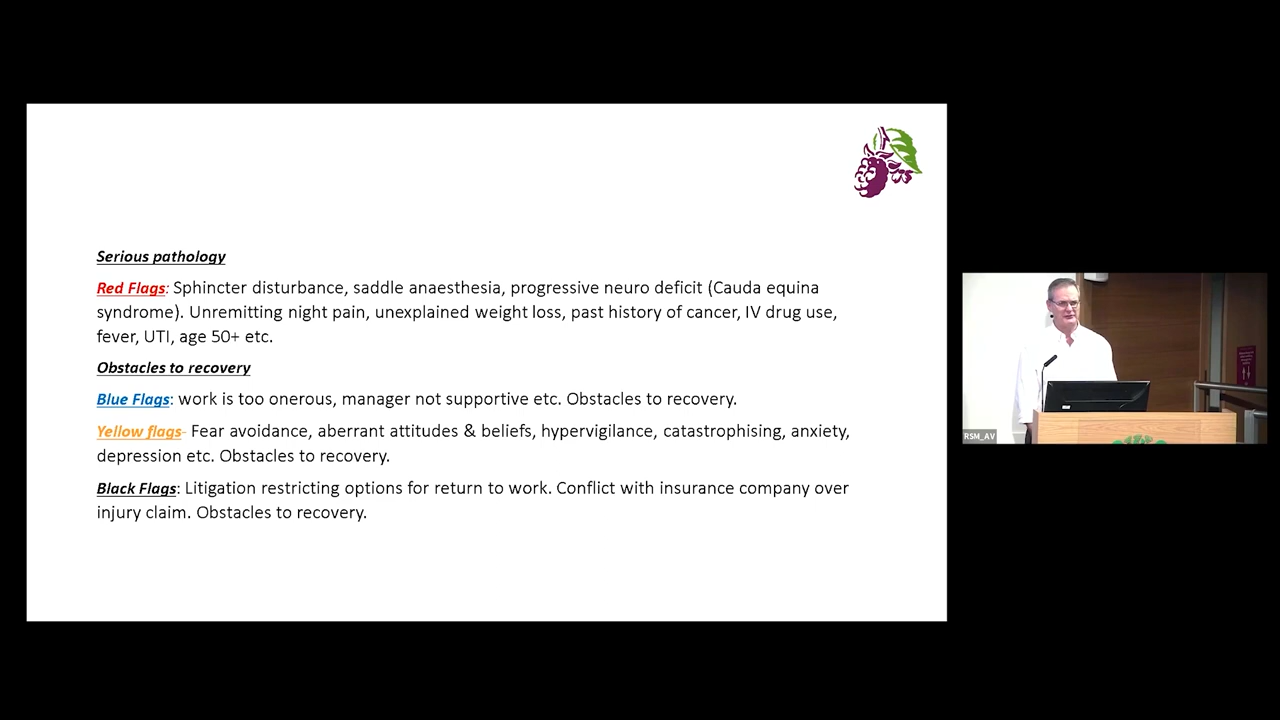 Serious pathology
Red Flags: Sphincter disturbance, saddle anaesthesia, progressive neuro deficit (Cauda equina
syndrome). Unremitting night pain, unexplained weight loss, past history of cancer, IV drug use,
fever, UTI, age 50+ etc.
Obstacles to recovery
Blue Flags: work is too onerous, manager not supportive etc. Obstacles to recovery.
Yellow flags- Fear avoidance, aberrant attitudes & beliefs, hypervigilance, catastrophising, anxiety,
depression etc. Obstacles to recovery.
Black Flags: Litigation restricting options for return to work. Conflict with insurance company over
injury claim. Obstacles to recovery.
RSM_AV